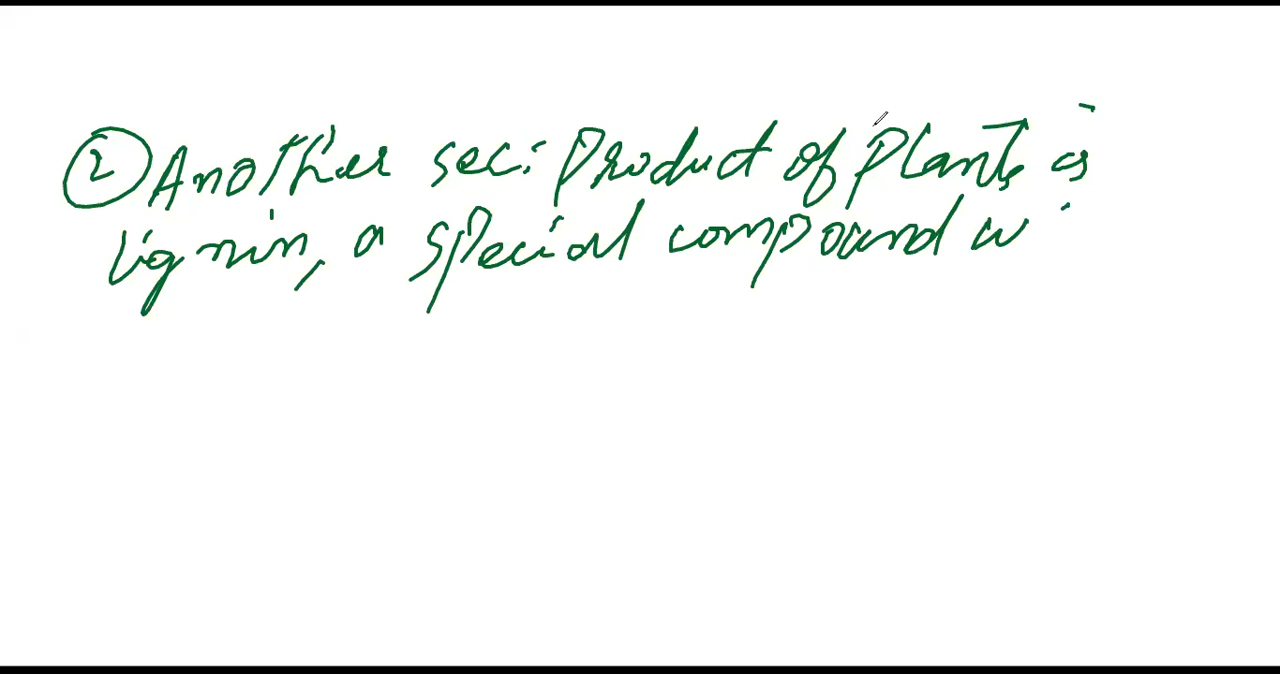 ② Another sec: Product of Plants is
lignin, a special compound w